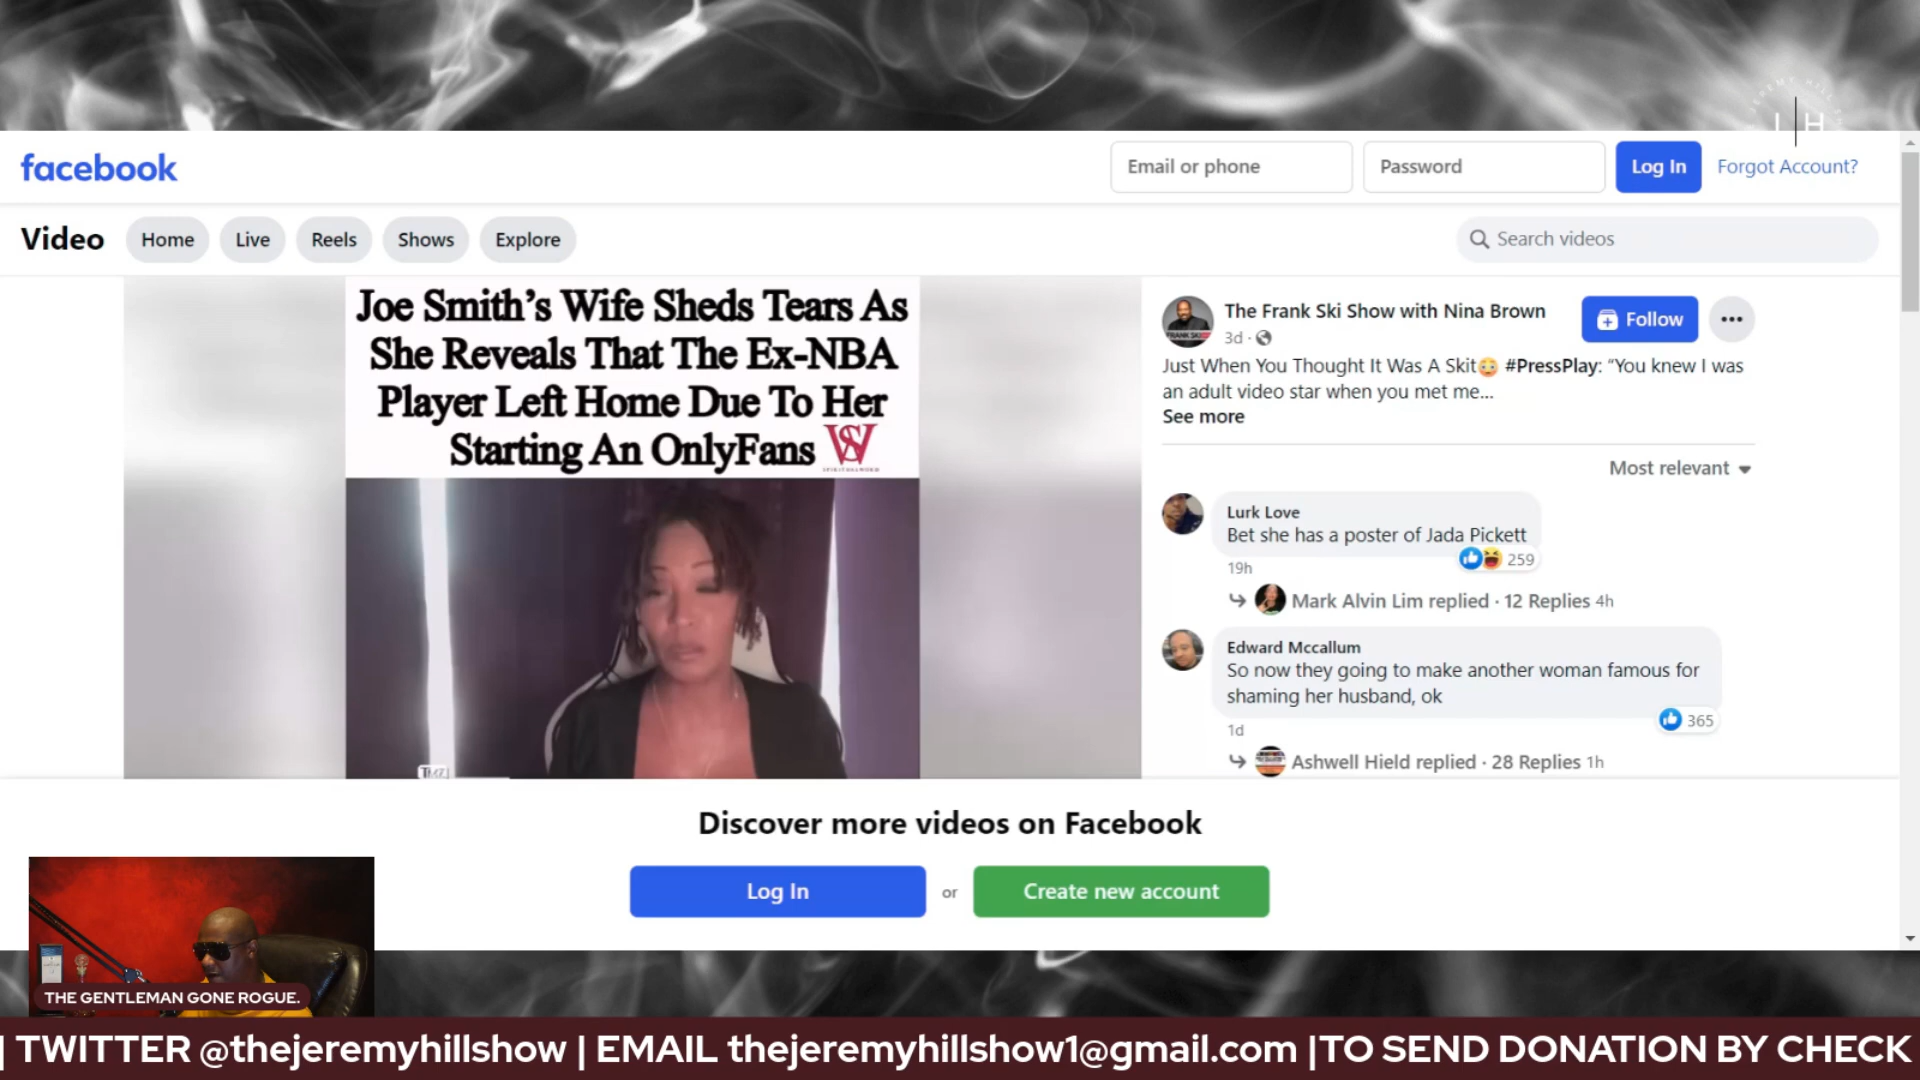 JEREMY HILL
J H
facebook
Email or phone
Password
Log In
Forgot Account?
Video
Home
Live
Reels
Shows
Explore
Search videos
Joe Smith's Wife Sheds Tears As
She Reveals That The Ex-NBA
Player Left Home Due To Her
Starting An OnlyFans
TMZ
FRANK SKI
The Frank Ski Show with Nina Brown
3d ·
Follow
Just When You Thought It Was A Skit😳 #PressPlay: “You knew I was
an adult video star when you met me...
See more
Most relevant
Lurk Love
Bet she has a poster of Jada Pickett
259
19h
Mark Alvin Lim replied · 12 Replies 4h
Edward Mccallum
So now they going to make another woman famous for
shaming her husband, ok
365
1d
Ashwell Hield replied · 28 Replies 1h
Discover more videos on Facebook
Log In
or
Create new account
THE GENTLEMAN GONE ROGUE.
| TWITTER @thejeremyhillshow | EMAIL thejeremyhillshow1@gmail.com |TO SEND DONATION BY CHECK